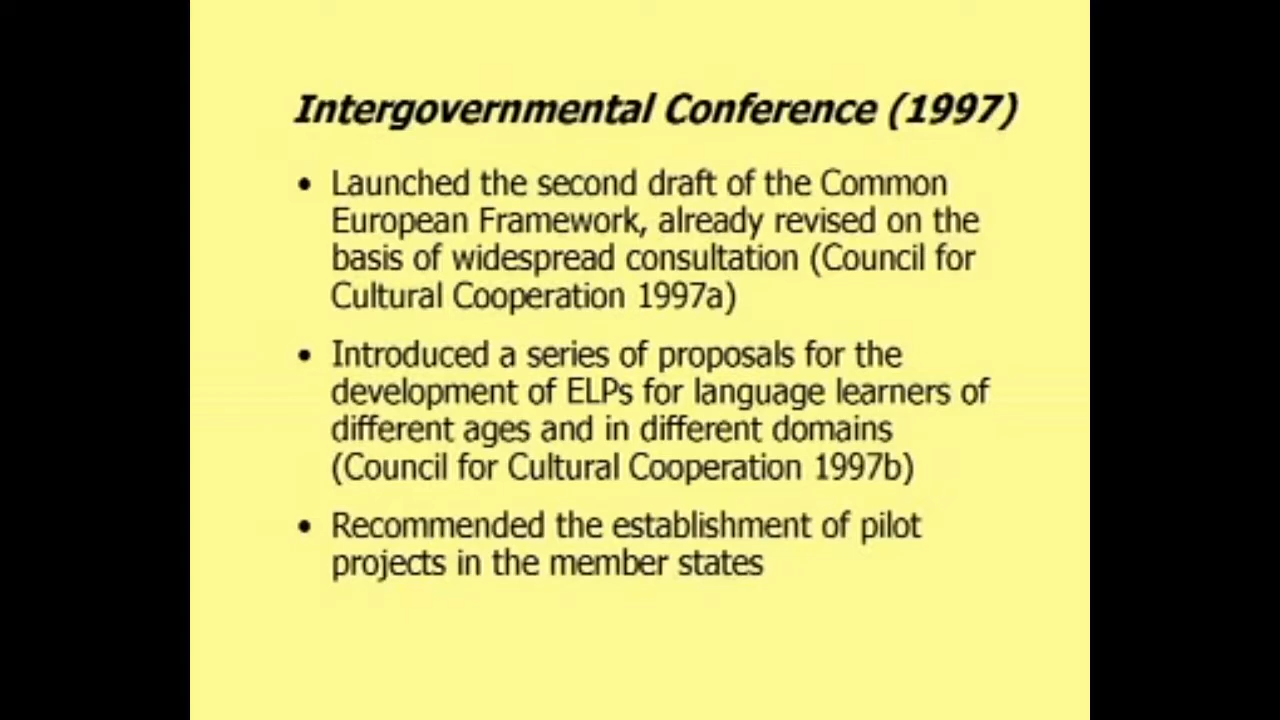 Intergovernmental Conference (1997)
• Launched the second draft of the Common
European Framework, already revised on the
basis of widespread consultation (Council for
Cultural Cooperation 1997a)
• Introduced a series of proposals for the
development of ELPs for language learners of
different ages and in different domains
(Council for Cultural Cooperation 1997b)
• Recommended the establishment of pilot
projects in the member states